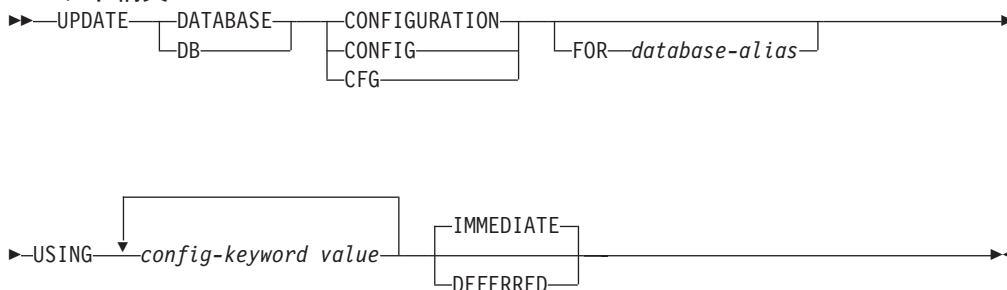 UPDATE DATABASE CONFIGURATION
DB CONFIG FOR database-alias
CFG
IMMEDIATE
USING config-keyword value
DEFERRED